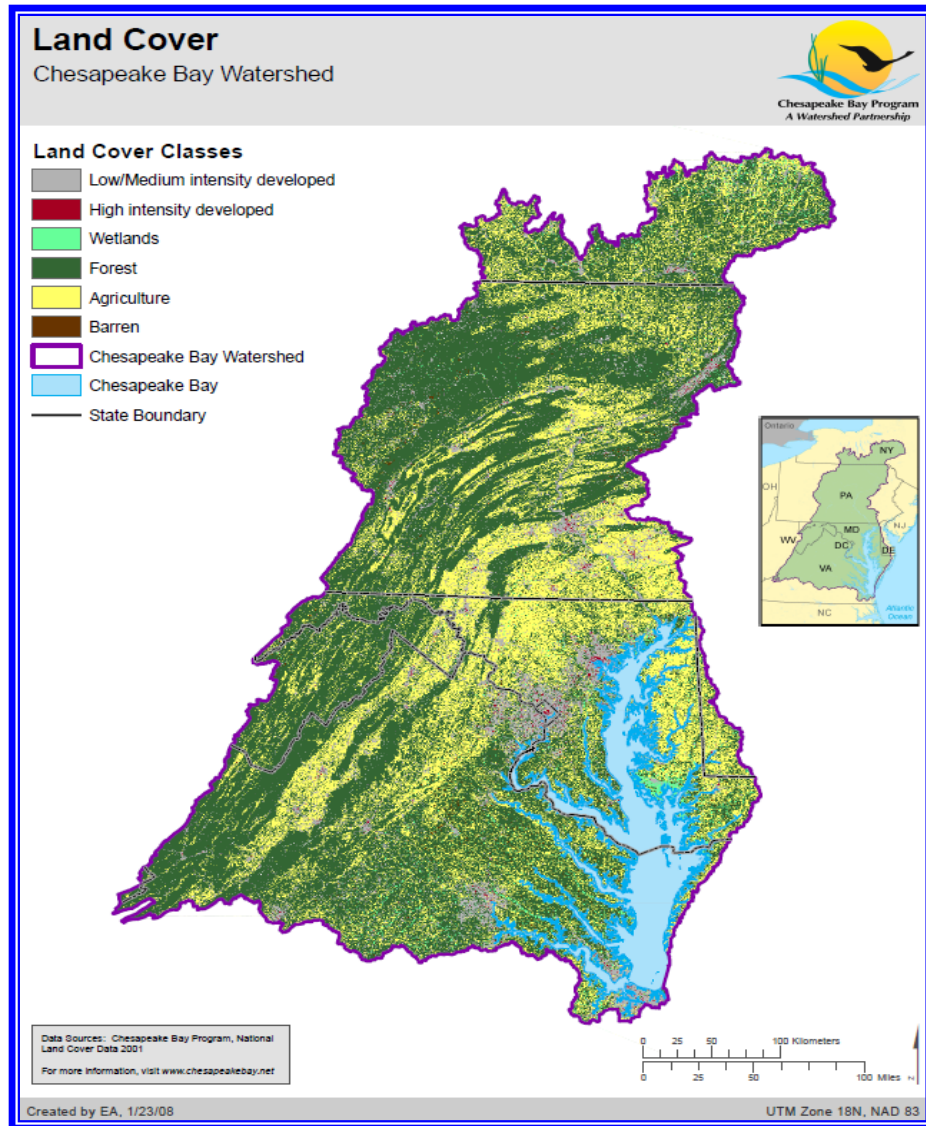 Land Cover
Chesapeake Bay Watershed
Chesapeake Bay Program
A Watershed Partnership
Land Cover Classes
Low/Medium intensity developed
High intensity developed
Wetlands
Forest
Agriculture
Barren
Chesapeake Bay Watershed
Chesapeake Bay
State Boundary
Ontario
NY
OH
PA
NJ
MD
WV
DC
DE
VA
NC
Atlantic
Ocean
Data Sources: Chesapeake Bay Program, National
Land Cover Data 2001
For more information, visit www.chesapeakebay.net
0 25 50 100 Kilometers
0 25 50 100 Miles
N
Created by EA, 1/23/08
UTM Zone 18N, NAD 83